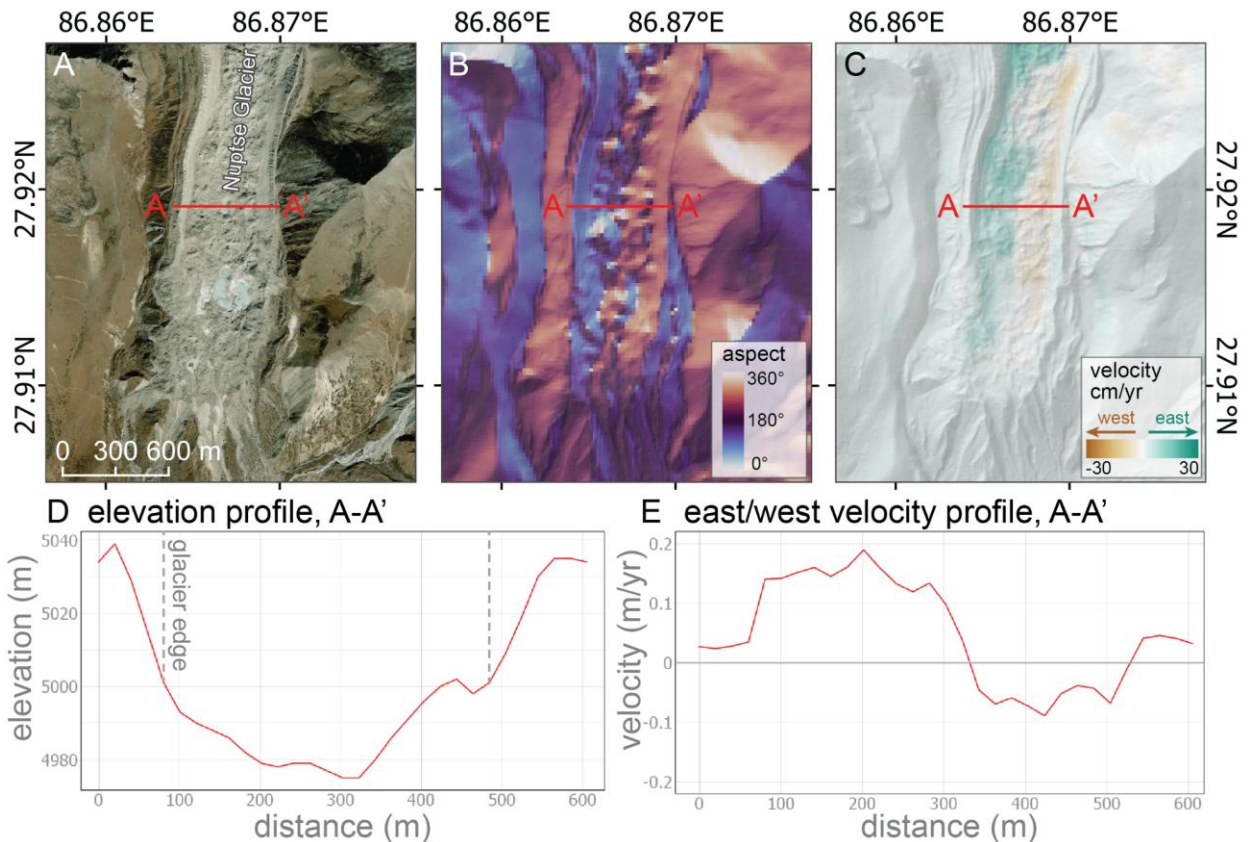 86.86°E 86.87°E 86.86°E 86.87°E 86.86°E 86.87°E
A
B
C
Nuptse Glacier
27.92°N
27.91°N
27.92°N
27.91°N
A A'
A A'
A A'
0 300 600 m
aspect
360°
180°
0°
velocity
cm/yr
west east
-30 30
D elevation profile, A-A'
5040
5020
5000
4980
elevation (m)
glacier edge
0 100 200 300 400 500 600
distance (m)
E east/west velocity profile, A-A'
0.2
0.1
0
-0.1
-0.2
velocity (m/yr)
0 100 200 300 400 500 600
distance (m)